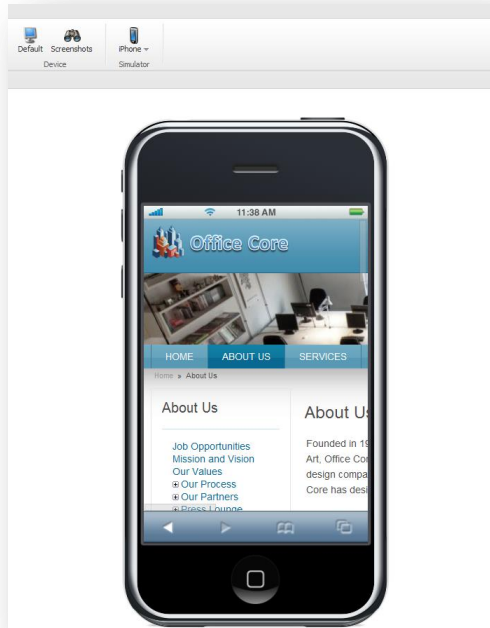 Default Screenshots iPhone
Device Simulator
11:38 AM
Office Core
HOME ABOUT US SERVICES
Home » About Us
About Us
Job Opportunities
Mission and Vision
Our Values
Our Process
Our Partners
Press Lounge
About Us
Founded in 19
Art, Office Cor
design compa
Core has desi